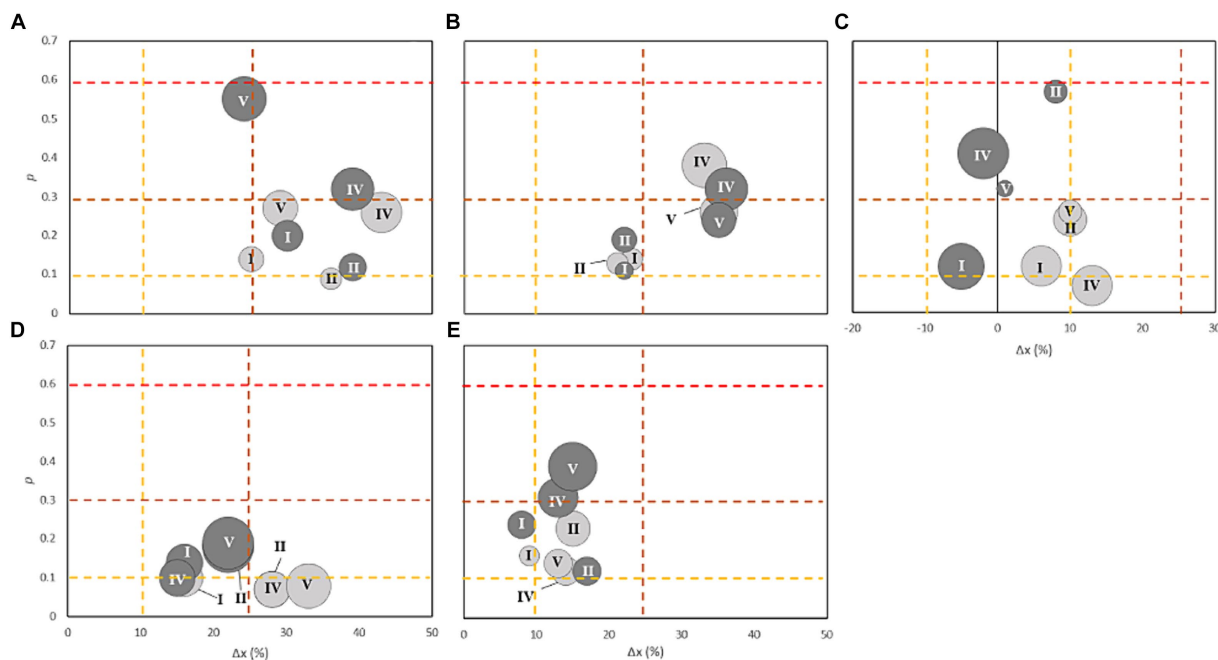 A
B
C
0.7
0.6
0.5
0.4
0.3
0.2
0.1
0
p
V
IV
V
IV
I
I
II
II
IV
IV
V
V
II
II
I
I
II
IV
V
V
II
I
I
IV
-20
-10
0
10
20
30
Δx (%)
D
E
0.7
0.6
0.5
0.4
0.3
0.2
0.1
0
p
V
I
IV
I
II
II
IV
V
0
10
20
30
40
50
Δx (%)
V
IV
I
II
I
V
II
IV
0
10
20
30
40
50
Δx (%)